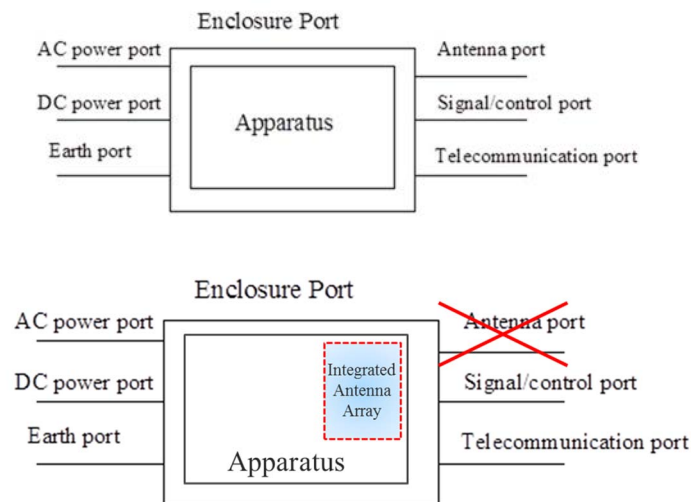 Enclosure Port
AC power port
Antenna port
DC power port
Signal/control port
Apparatus
Earth port
Telecommunication port
Enclosure Port
AC power port
Antenna port
Integrated
Antenna
Array
DC power port
Signal/control port
Earth port
Telecommunication port
Apparatus